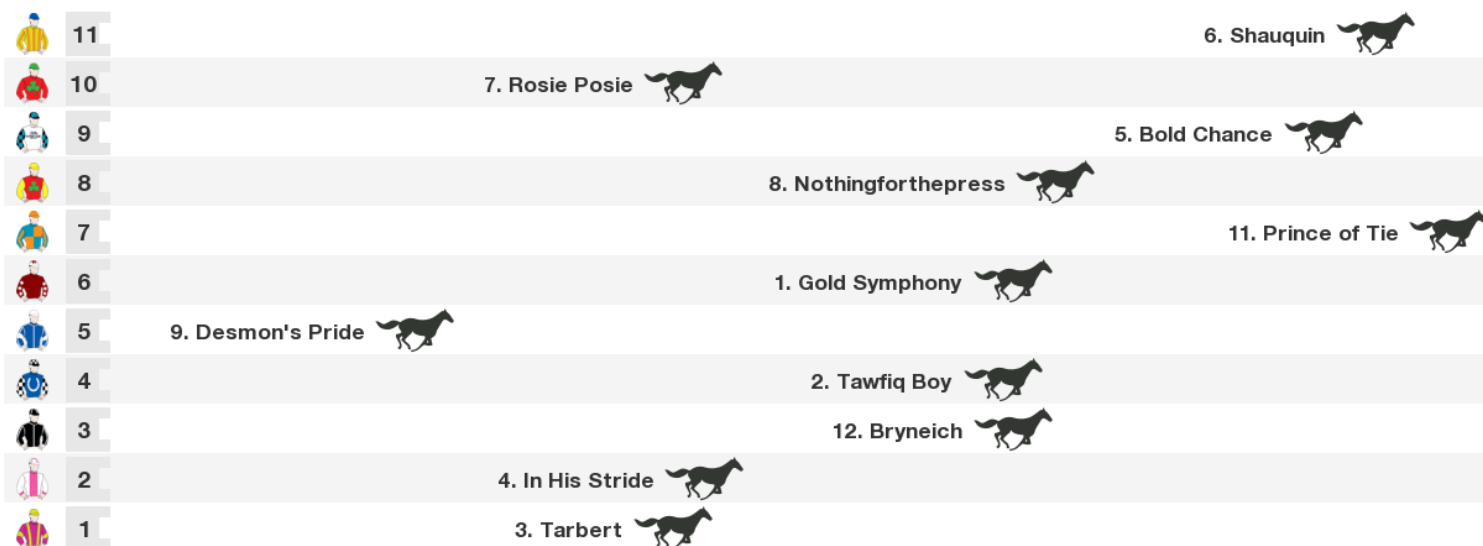 11 6. Shauquin
10 7. Rosie Posie
9 5. Bold Chance
8 8. Nothingforthepress
7 11. Prince of Tie
6 1. Gold Symphony
5 9. Desmon's Pride
4 2. Tawfiq Boy
3 12. Bryneich
2 4. In His Stride
1 3. Tarbert